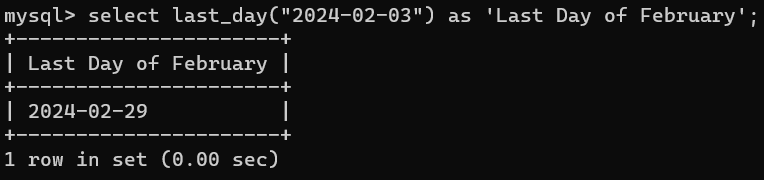 mysql> select last_day("2024-02-03") as 'Last Day of February';
+----------------------+
| Last Day of February |
+----------------------+
| 2024-02-29           |
+----------------------+
1 row in set (0.00 sec)